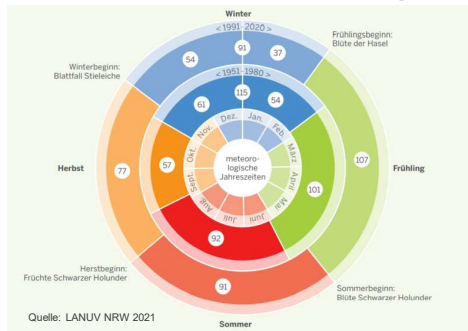 Winter
< 1991-2020 >
54
91
37
Frühlingsbeginn:
Blüte der Hasel
Winterbeginn:
Blattfall Stieleiche
< 1951-1980 >
61
115
54
Dez.
Jan.
Nov.
Feb.
Okt.
März
Sept.
April
Aug.
Mai
Juli
Juni
meteoro-
logische
Jahreszeiten
Herbst
77
57
101
107
Frühling
92
91
Herstbeginn:
Früchte Schwarzer Holunder
Sommerbeginn:
Blüte Schwarzer Holunder
Quelle: LANUV NRW 2021
Sommer